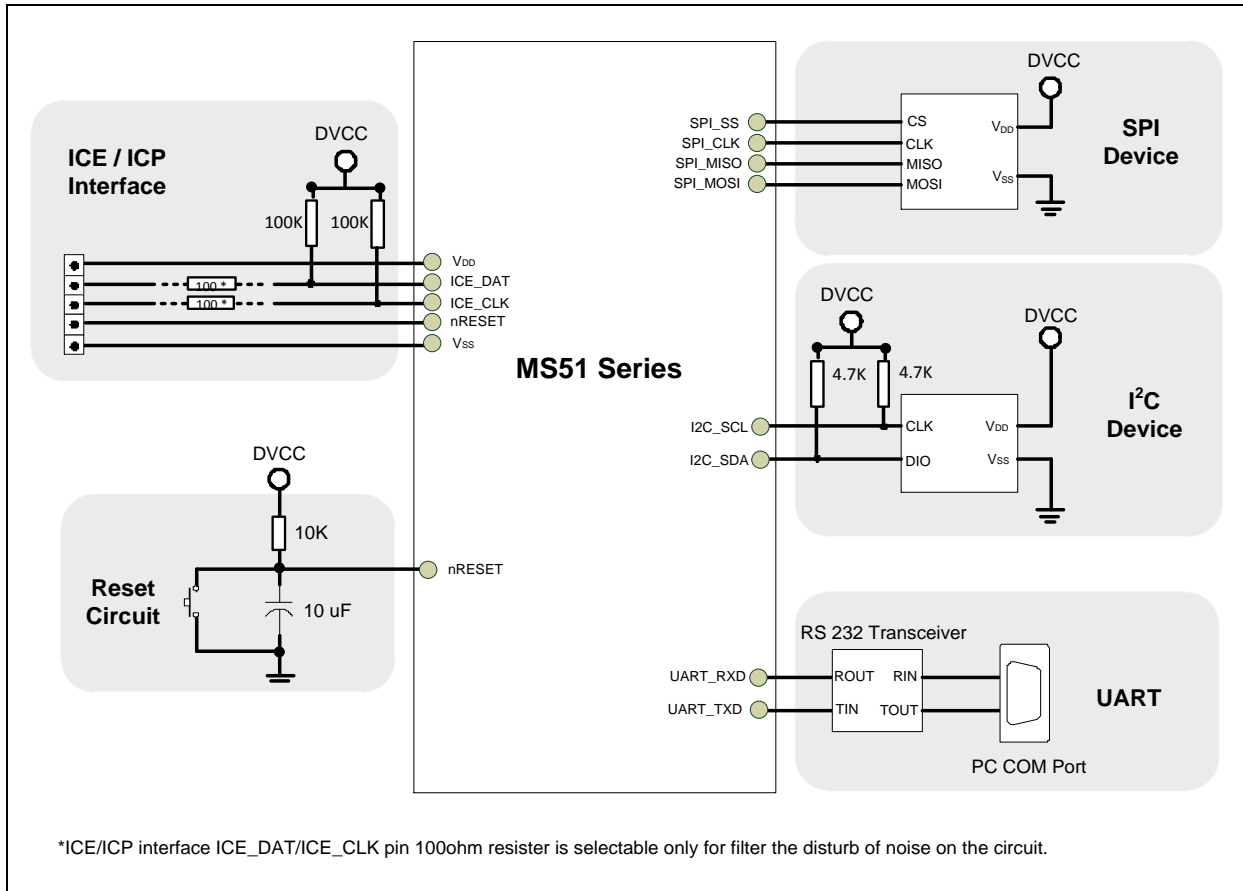 ICE / ICP
Interface
DVCC
100K
100K
100 *
100 *
VDD
ICE_DAT
ICE_CLK
nRESET
Vss
DVCC
10K
Reset
Circuit
10 uF
nRESET
MS51 Series
SPI_SS
SPI_CLK
SPI_MISO
SPI_MOSI
CS
CLK
MISO
MOSI
VDD
Vss
DVCC
SPI
Device
DVCC
4.7K
4.7K
I2C_SCL
I2C_SDA
CLK
DIO
VDD
Vss
DVCC
I²C
Device
RS 232 Transceiver
UART_RXD
UART_TXD
ROUT
RIN
TIN
TOUT
UART
PC COM Port
*ICE/ICP interface ICE_DAT/ICE_CLK pin 100ohm resister is selectable only for filter the disturb of noise on the circuit.